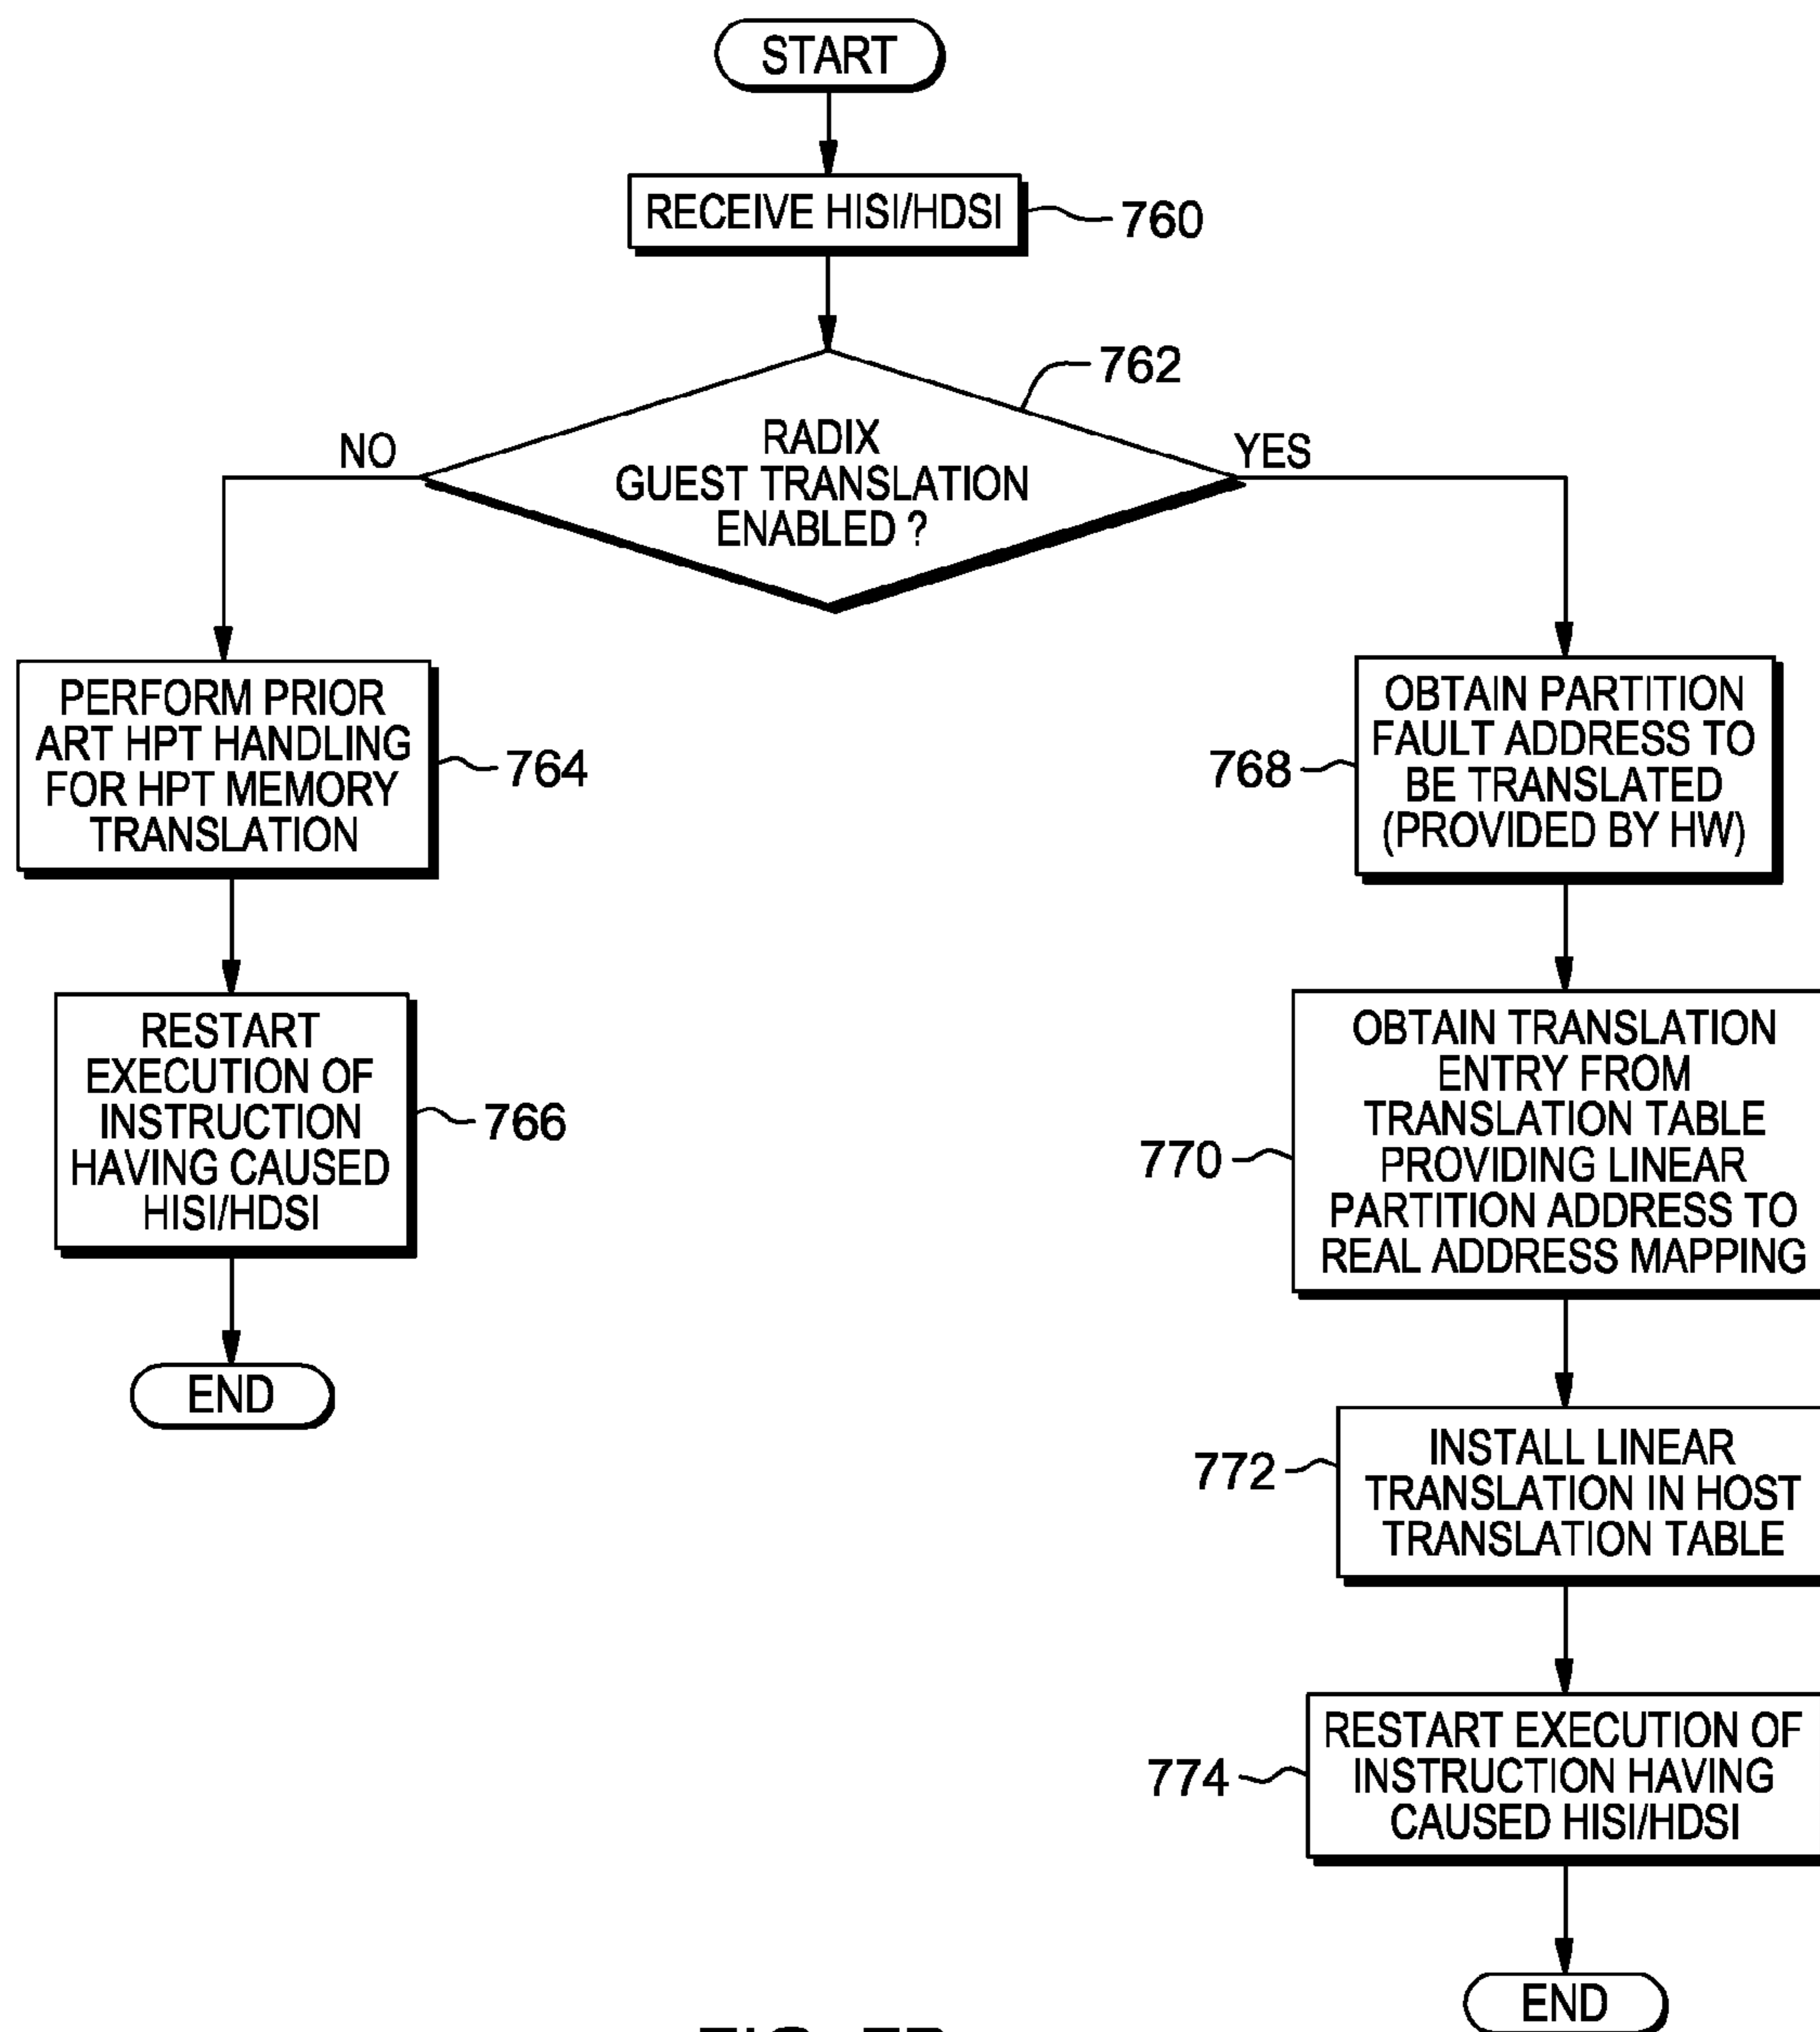 START
RECEIVE HISI/HDSI
760
762
RADIX
GUEST TRANSLATION
ENABLED ?
NO
YES
PERFORM PRIOR
ART HPT HANDLING
FOR HPT MEMORY
TRANSLATION
764
RESTART
EXECUTION OF
INSTRUCTION
HAVING CAUSED
HISI/HDSI
766
END
OBTAIN PARTITION
FAULT ADDRESS TO
BE TRANSLATED
(PROVIDED BY HW)
768
OBTAIN TRANSLATION
ENTRY FROM
TRANSLATION TABLE
PROVIDING LINEAR
PARTITION ADDRESS TO
REAL ADDRESS MAPPING
770
INSTALL LINEAR
TRANSLATION IN HOST
TRANSLATION TABLE
772
RESTART EXECUTION OF
INSTRUCTION HAVING
CAUSED HISI/HDSI
774
END